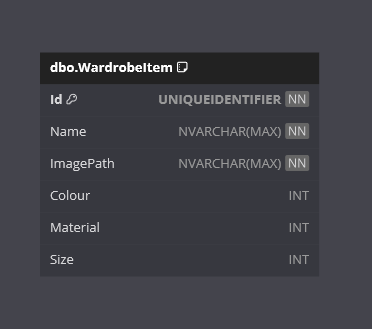 dbo.WardrobeItem
Id UNIQUEIDENTIFIER NN
Name NVARCHAR(MAX) NN
ImagePath NVARCHAR(MAX) NN
Colour INT
Material INT
Size INT